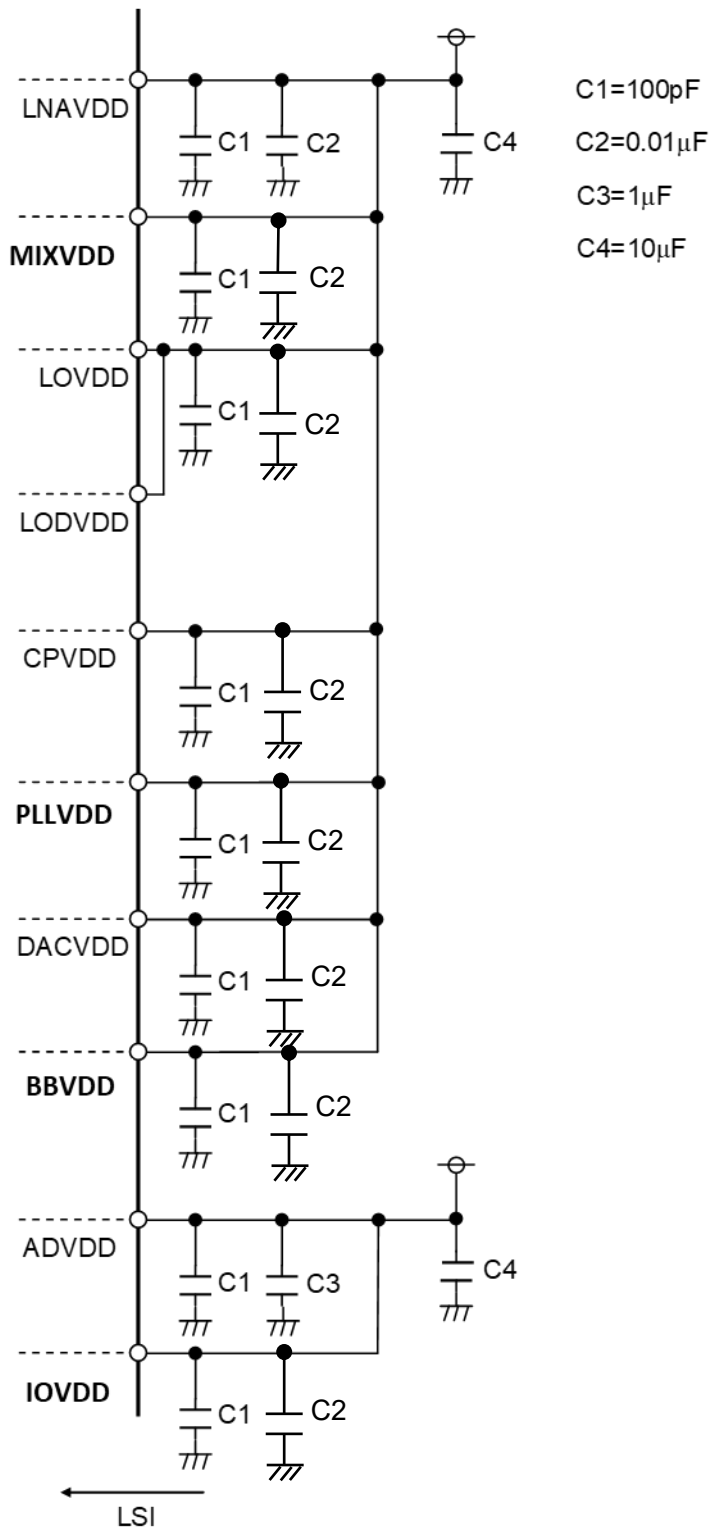 LNAVDD
C1
C2
C4
C1=100pF
C2=0.01μF
C3=1μF
C4=10μF
MIXVDD
C1
C2
LOVDD
C1
C2
LODVDD
CPVDD
C1
C2
PLLVDD
C1
C2
DACVDD
C1
C2
BBVDD
C1
C2
ADVDD
C1
C3
C4
IOVDD
C1
C2
LSI